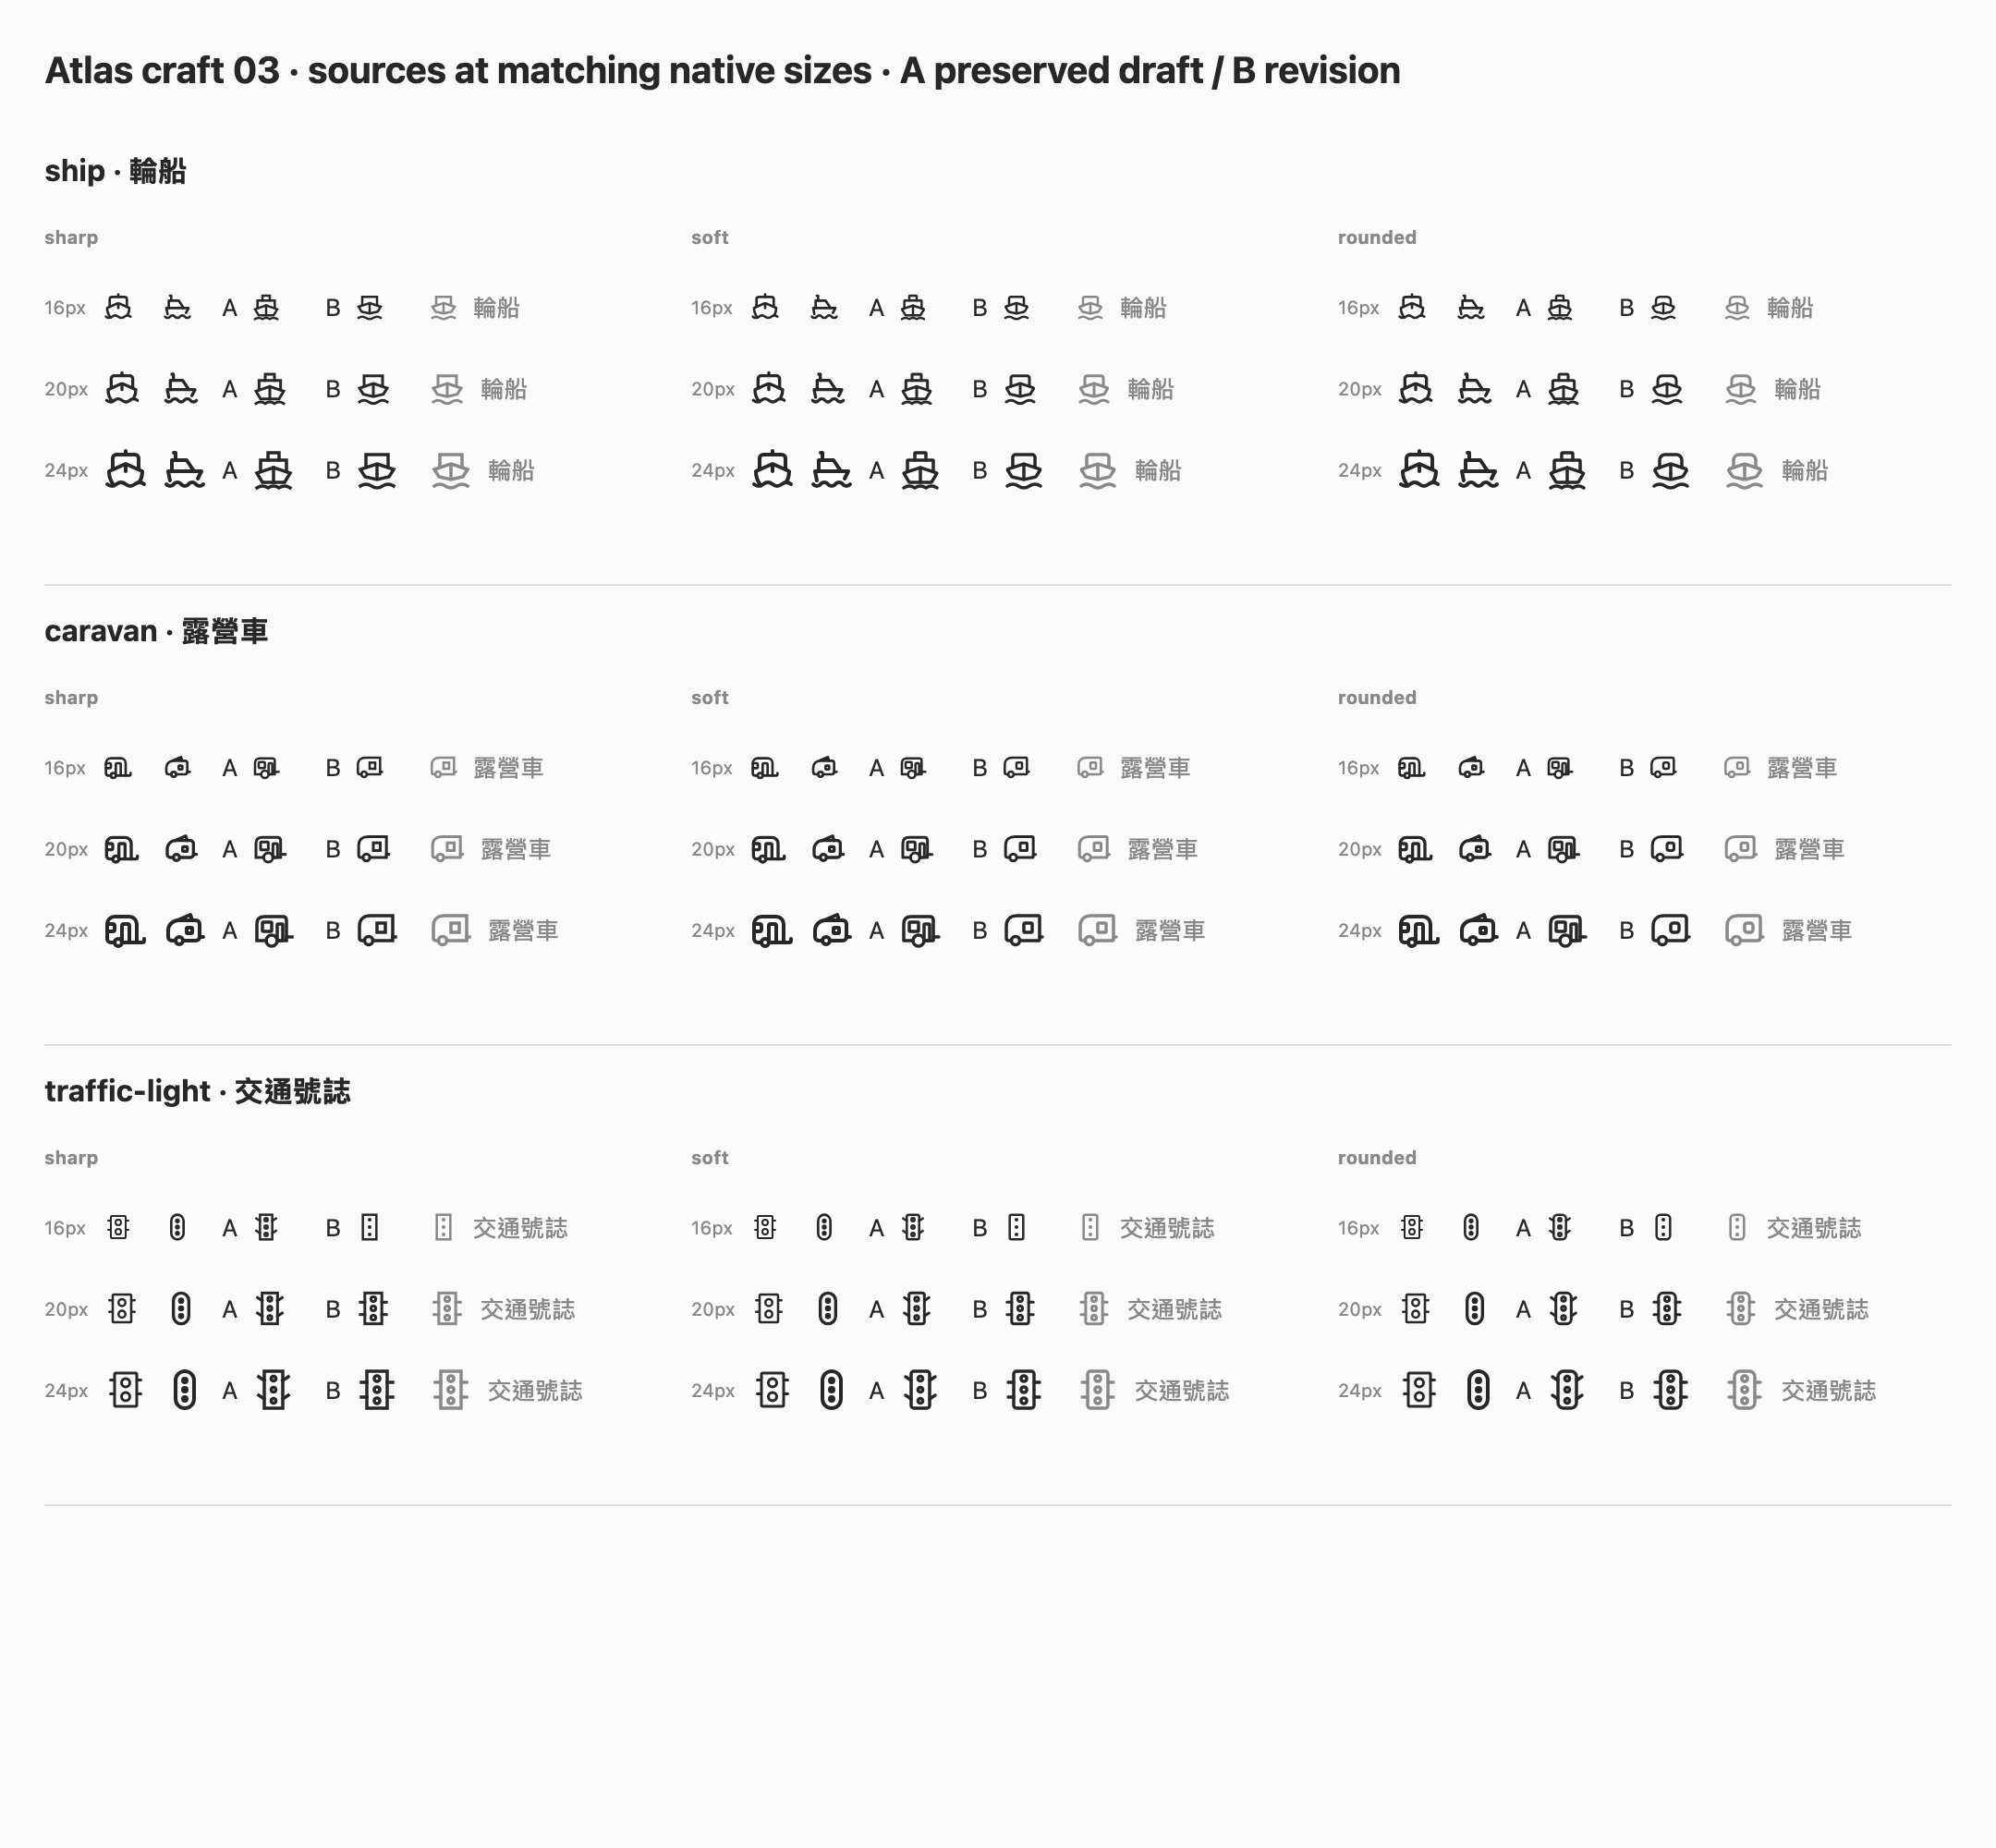 Atlas craft 03 · sources at matching native sizes · A preserved draft / B revision
ship · 輪船
sharp soft rounded
16px A B 輪船 16px A B 輪船 16px A B 輪船
20px A B 輪船 20px A B 輪船 20px A B 輪船
24px A B 輪船 24px A B 輪船 24px A B 輪船
caravan · 露營車
sharp soft rounded
16px A B 露營車 16px A B 露營車 16px A B 露營車
20px A B 露營車 20px A B 露營車 20px A B 露營車
24px A B 露營車 24px A B 露營車 24px A B 露營車
traffic-light · 交通號誌
sharp soft rounded
16px A B 交通號誌 16px A B 交通號誌 16px A B 交通號誌
20px A B 交通號誌 20px A B 交通號誌 20px A B 交通號誌
24px A B 交通號誌 24px A B 交通號誌 24px A B 交通號誌